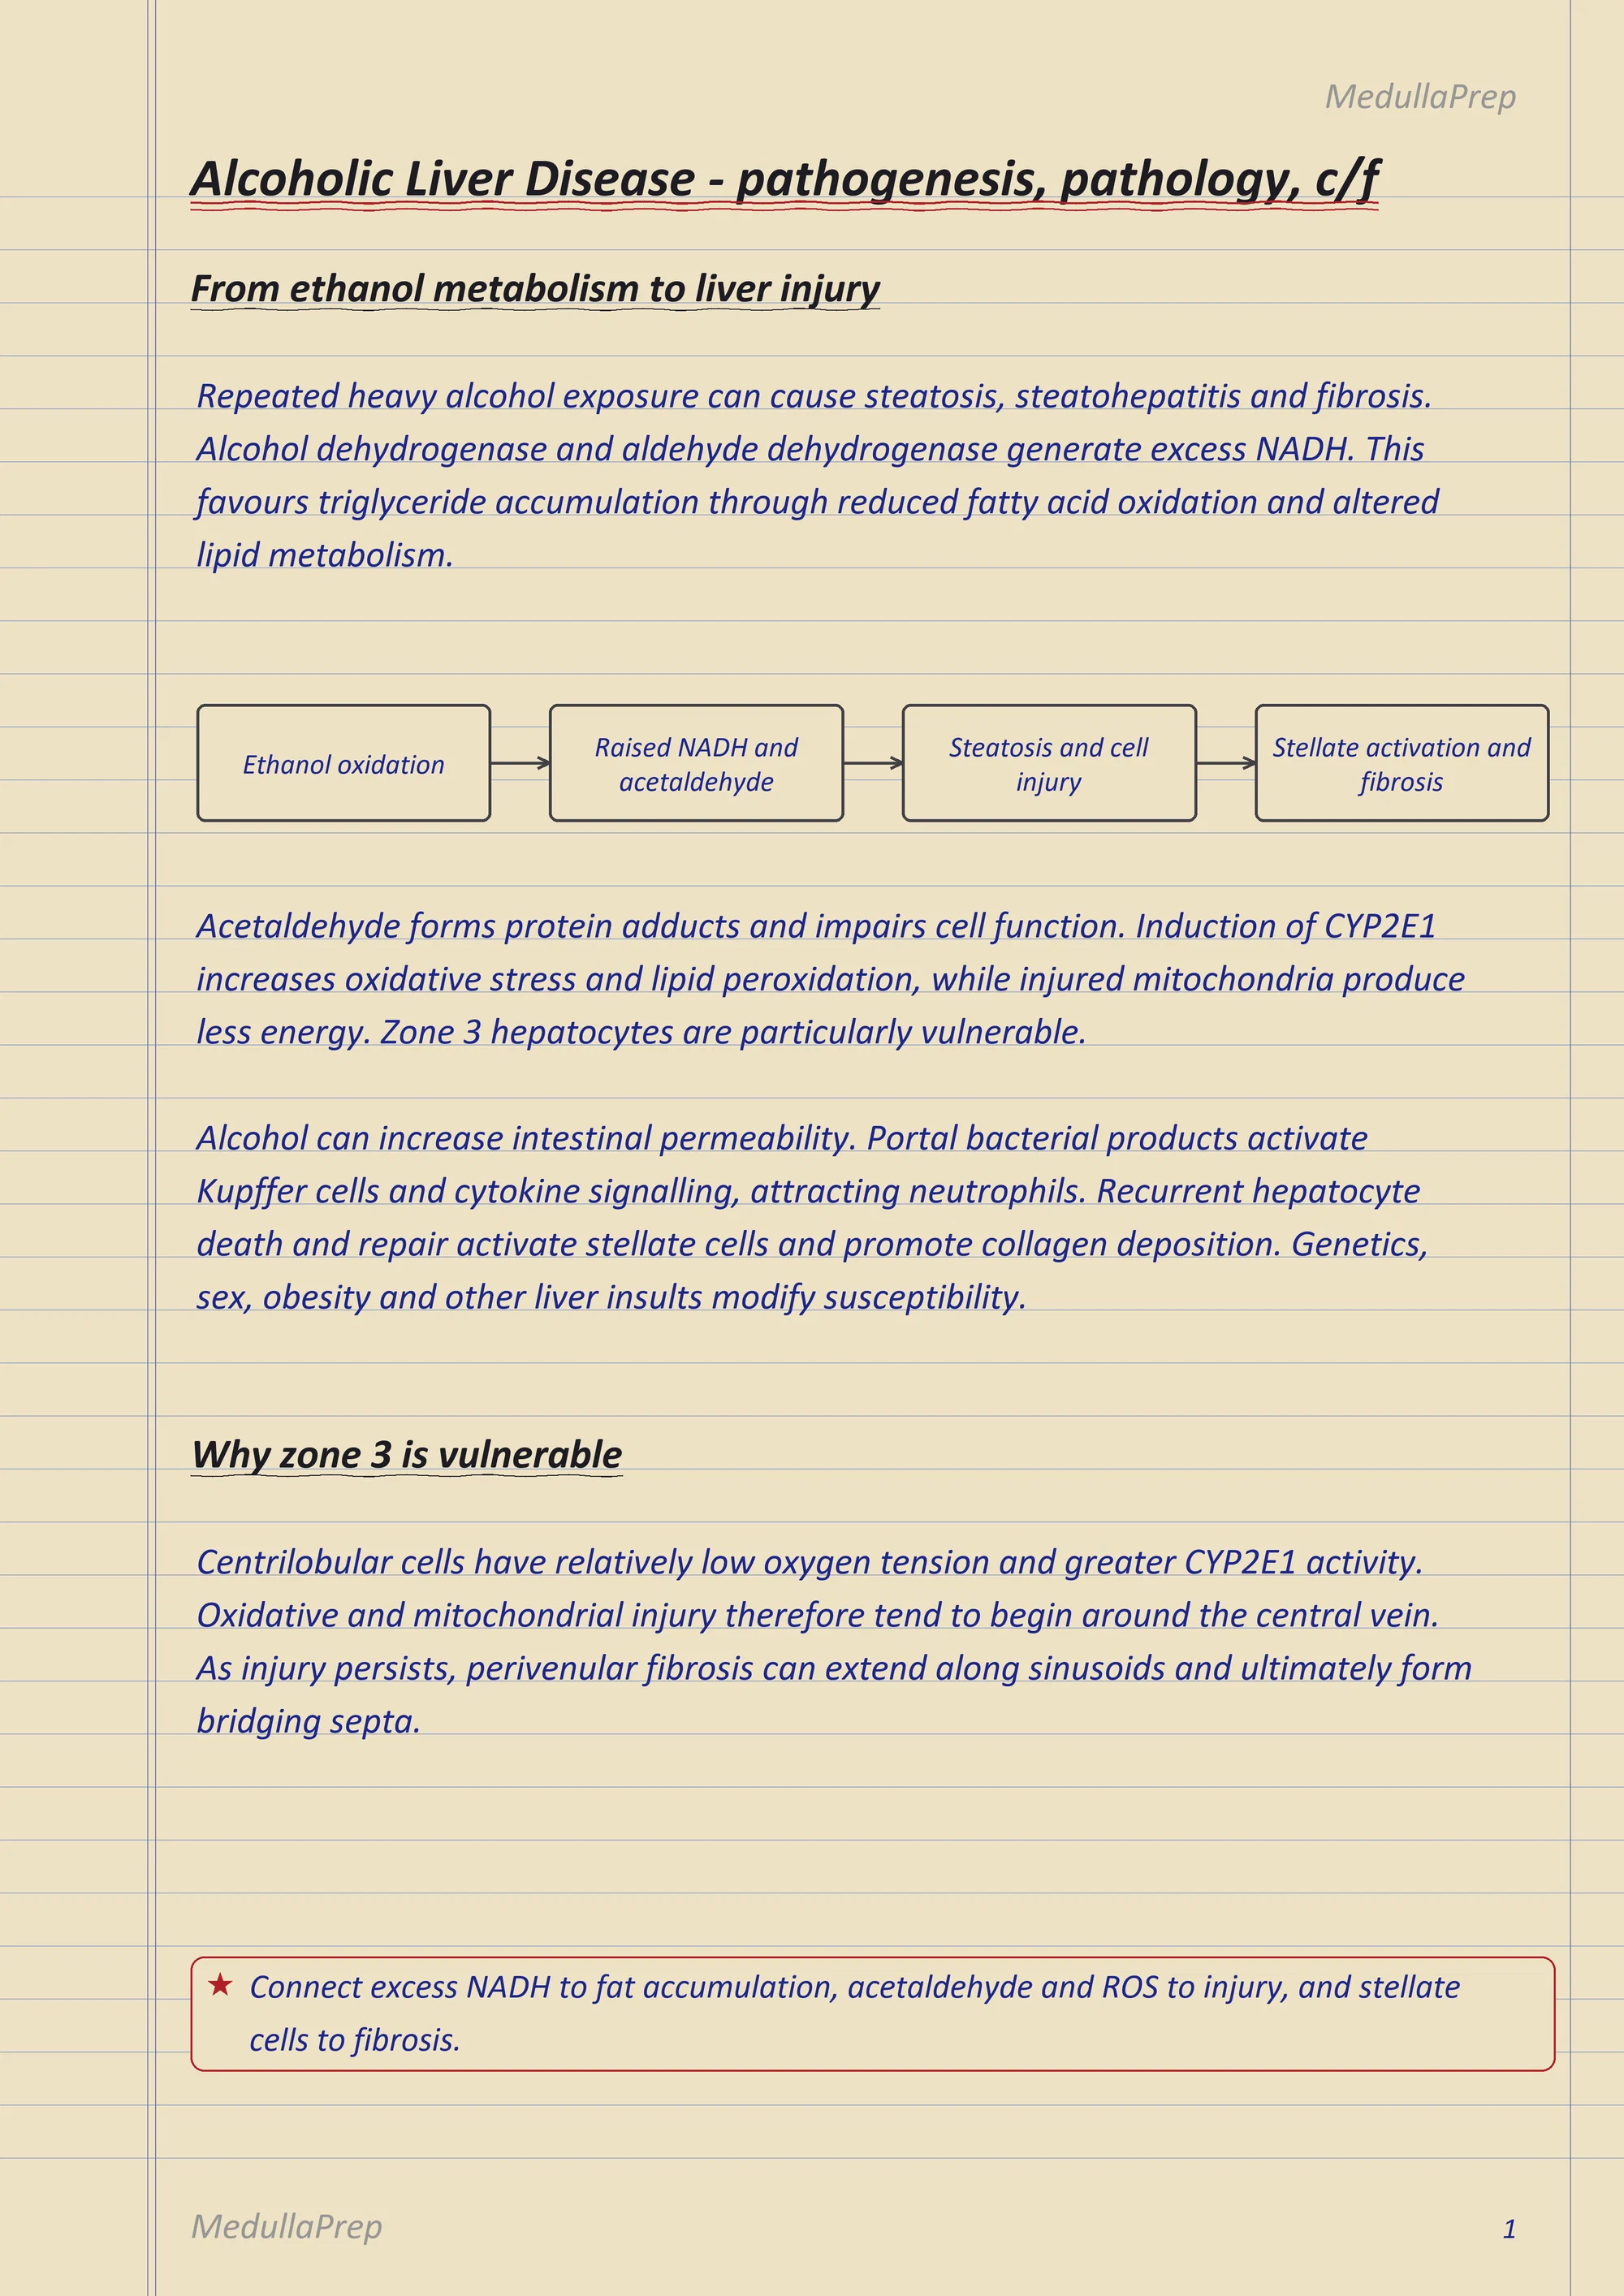 MedullaPrep
Alcoholic Liver Disease - pathogenesis, pathology, c/f
From ethanol metabolism to liver injury
Repeated heavy alcohol exposure can cause steatosis, steatohepatitis and fibrosis.
Alcohol dehydrogenase and aldehyde dehydrogenase generate excess NADH. This
favours triglyceride accumulation through reduced fatty acid oxidation and altered
lipid metabolism.
Ethanol oxidation
Raised NADH and
acetaldehyde
Steatosis and cell
injury
Stellate activation and
fibrosis
Acetaldehyde forms protein adducts and impairs cell function. Induction of CYP2E1
increases oxidative stress and lipid peroxidation, while injured mitochondria produce
less energy. Zone 3 hepatocytes are particularly vulnerable.
Alcohol can increase intestinal permeability. Portal bacterial products activate
Kupffer cells and cytokine signalling, attracting neutrophils. Recurrent hepatocyte
death and repair activate stellate cells and promote collagen deposition. Genetics,
sex, obesity and other liver insults modify susceptibility.
Why zone 3 is vulnerable
Centrilobular cells have relatively low oxygen tension and greater CYP2E1 activity.
Oxidative and mitochondrial injury therefore tend to begin around the central vein.
As injury persists, perivenular fibrosis can extend along sinusoids and ultimately form
bridging septa.
★ Connect excess NADH to fat accumulation, acetaldehyde and ROS to injury, and stellate
cells to fibrosis.
MedullaPrep
1